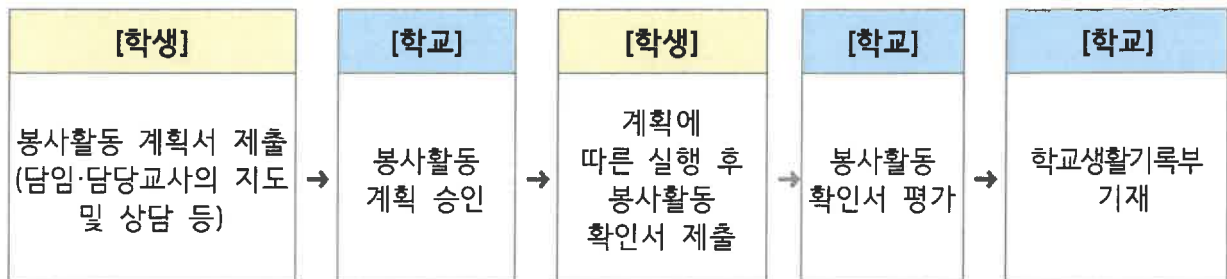 [학생]
봉사활동 계획서 제출
(담임·담당교사의 지도
및 상담 등)
[학교]
봉사활동
계획 승인
[학생]
계획에
따른 실행 후
봉사활동
확인서 제출
[학교]
봉사활동
확인서 평가
[학교]
학교생활기록부
기재